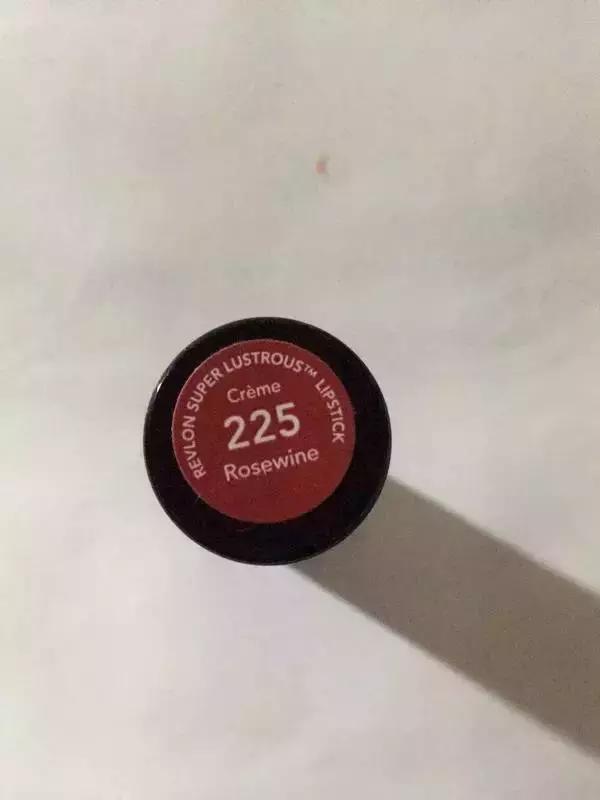 REVLON SUPER LUSTROUS™ LIPSTICK
Crème
225
Rosewine